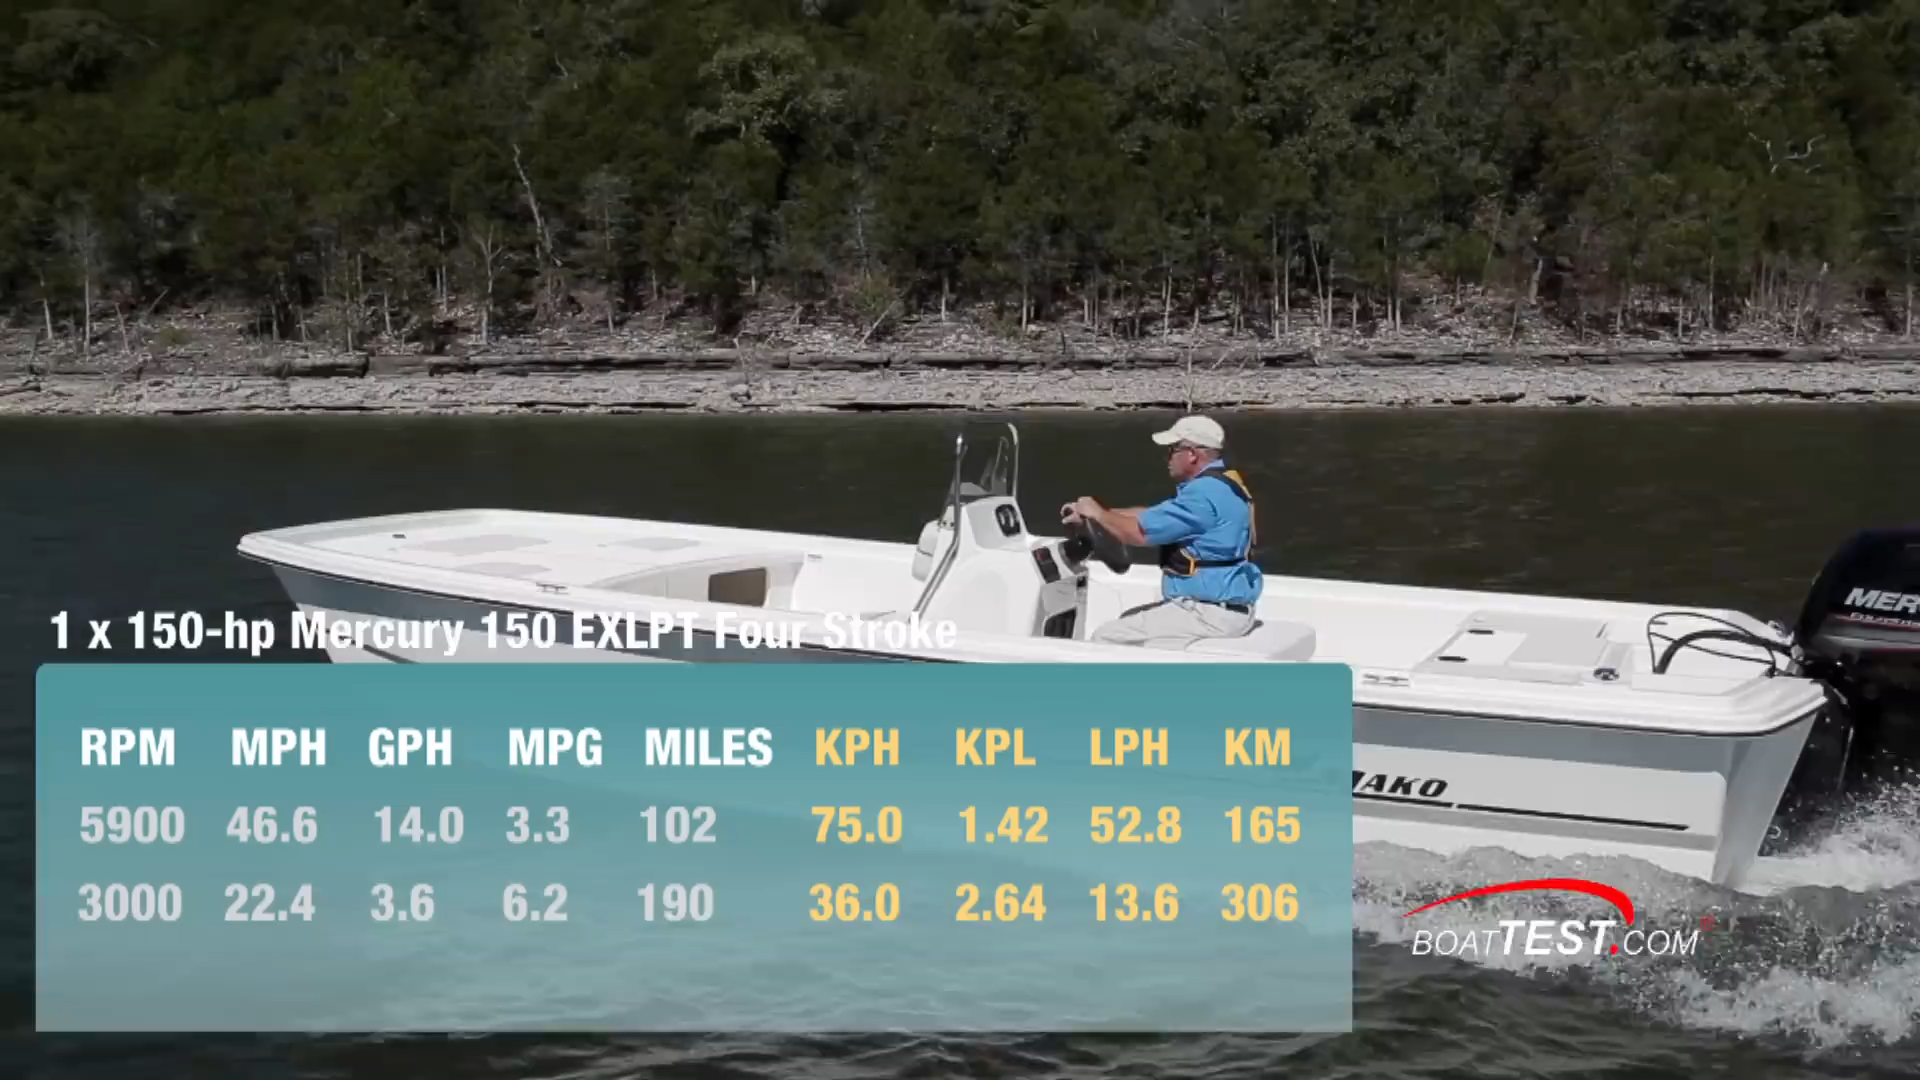 MER
1 x 150-hp Mercury 150 EXLPT Four Stroke
RPM MPH GPH MPG MILES KPH KPL LPH KM
5900 46.6 14.0 3.3 102 75.0 1.42 52.8 165
3000 22.4 3.6 6.2 190 36.0 2.64 13.6 306
MAKO
BOATTEST.COM